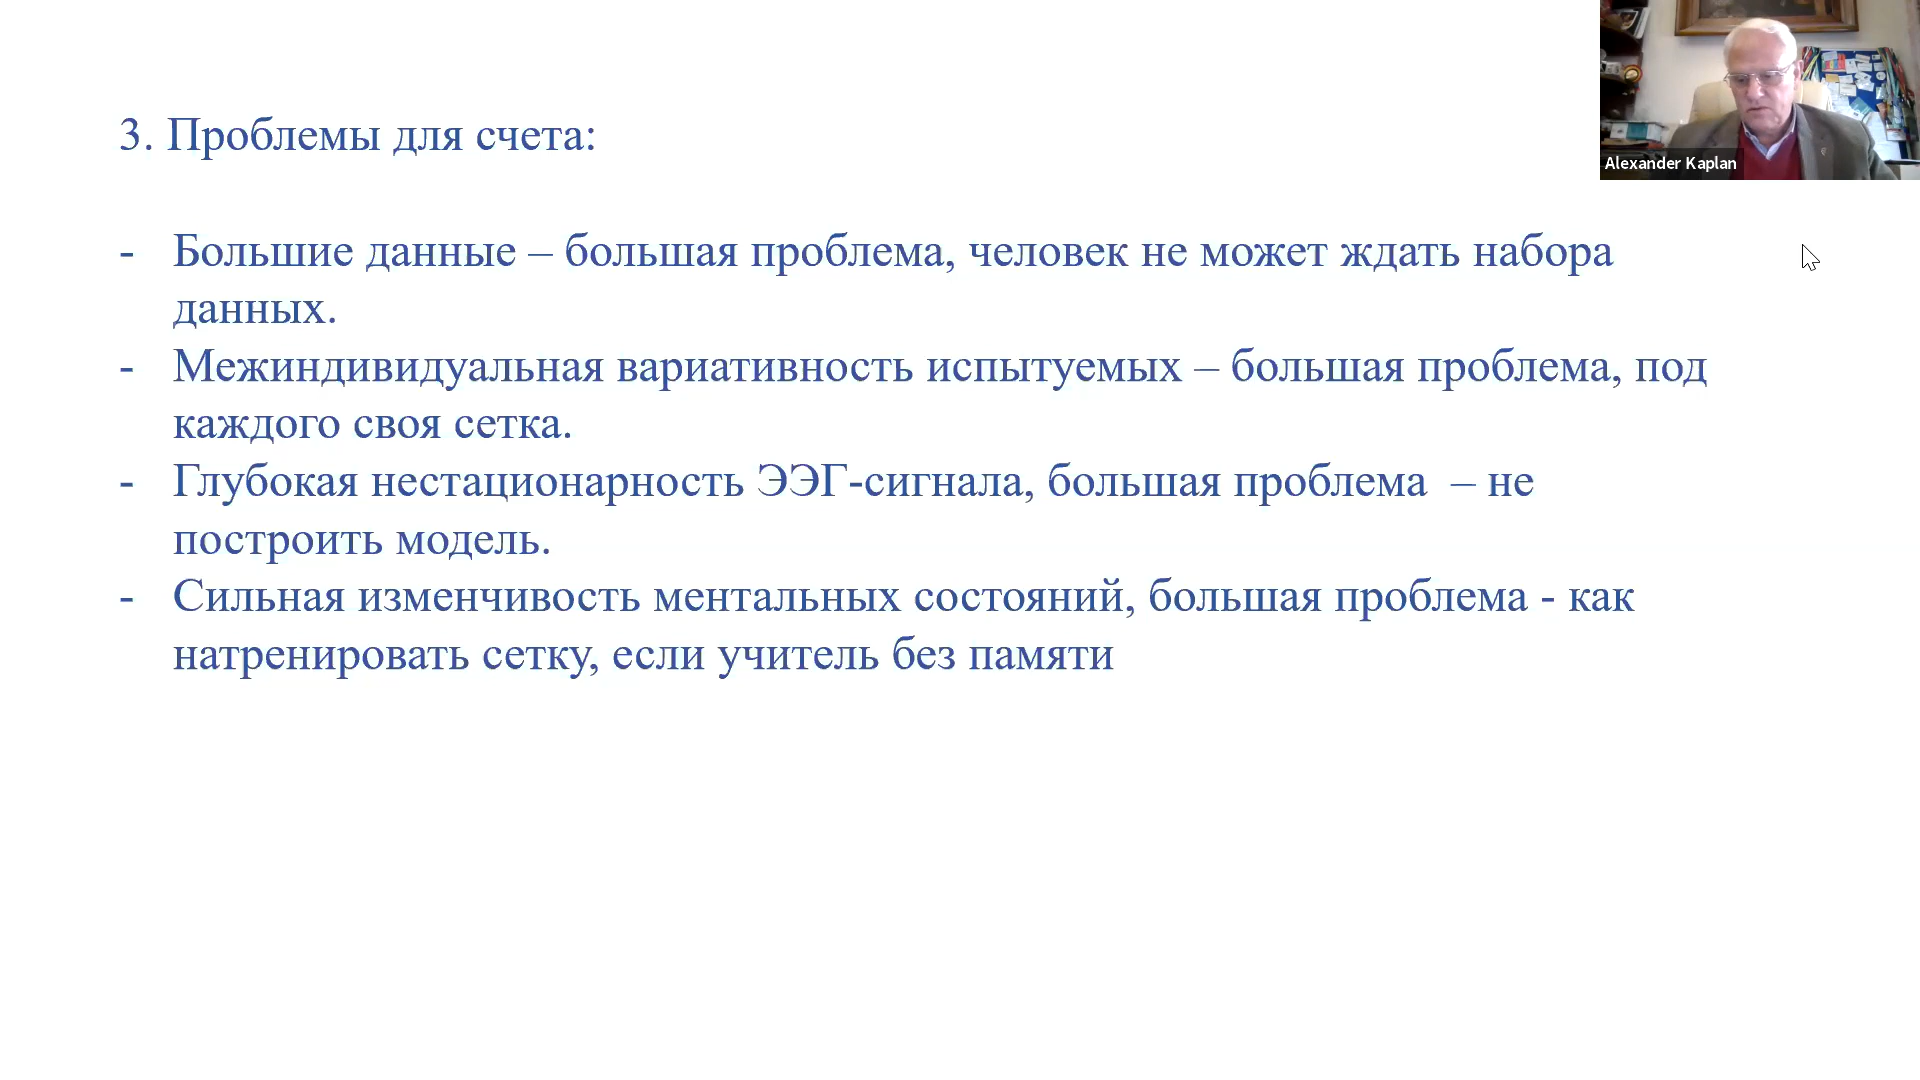 3. Проблемы для счета:
- Большие данные – большая проблема, человек не может ждать набора
данных.
- Межиндивидуальная вариативность испытуемых – большая проблема, под
каждого своя сетка.
- Глубокая нестационарность ЭЭГ-сигнала, большая проблема – не
построить модель.
- Сильная изменчивость ментальных состояний, большая проблема - как
натренировать сетку, если учитель без памяти
Alexander Kaplan